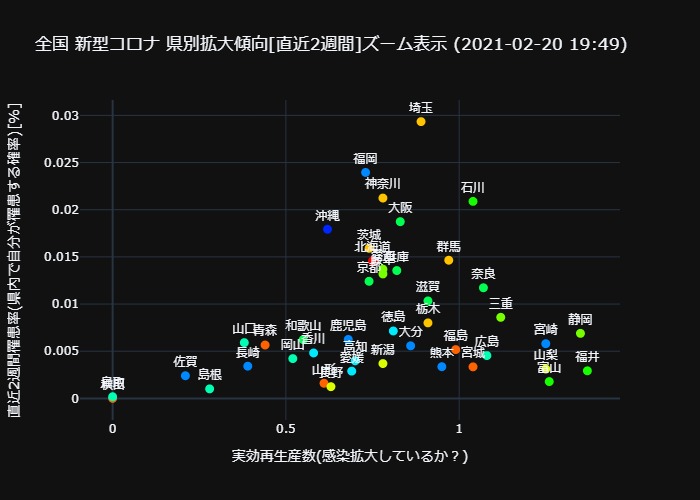 全国 新型コロナ 県別拡大傾向[直近2週間]ズーム表示 (2021-02-20 19:49)
直近2週間罹患率(県内で自分が罹患する確率)[%]
0.03
0.025
0.02
0.015
0.01
0.005
0
埼玉
福岡
神奈川
石川
大阪
沖縄
茨城
北海道
群馬
兵庫
京都
奈良
滋賀
三重
栃木
徳島
静岡
和歌山
鹿児島
大分
山口
青森
福島
宮崎
香川
岡山
高知
広島
愛媛
新潟
長崎
熊本
宮城
山梨
佐賀
富山
福井
島根
山形
長野
0
0.5
1
実効再生産数(感染拡大しているか？)